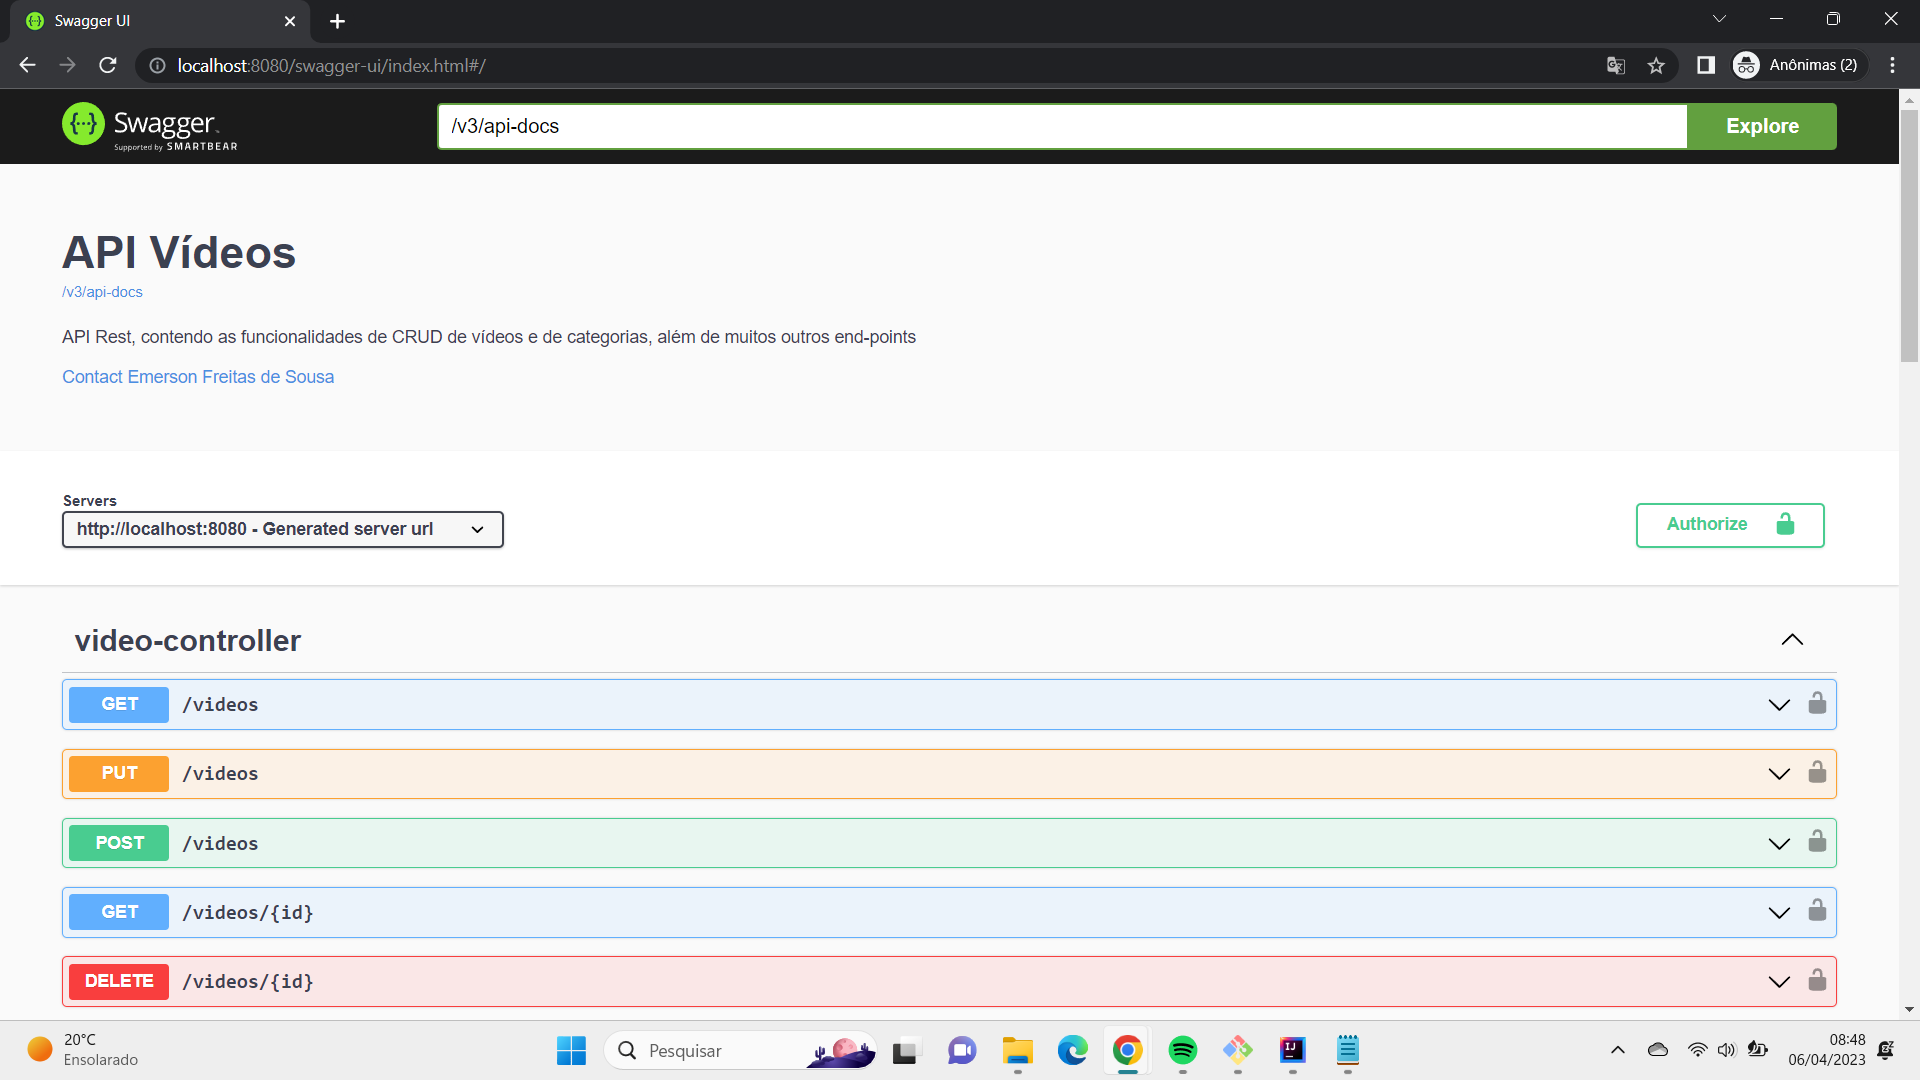 Swagger UI
localhost:8080/swagger-ui/index.html#/
Anônimas (2)
Swagger
Supported by SMARTBEAR
/v3/api-docs
Explore
API Vídeos
/v3/api-docs
API Rest, contendo as funcionalidades de CRUD de vídeos e de categorias, além de muitos outros end-points
Contact Emerson Freitas de Sousa
Servers
http://localhost:8080 - Generated server url
Authorize
video-controller
GET /videos
PUT /videos
POST /videos
GET /videos/{id}
DELETE /videos/{id}
20°C
Ensolarado
Pesquisar
08:48
06/04/2023